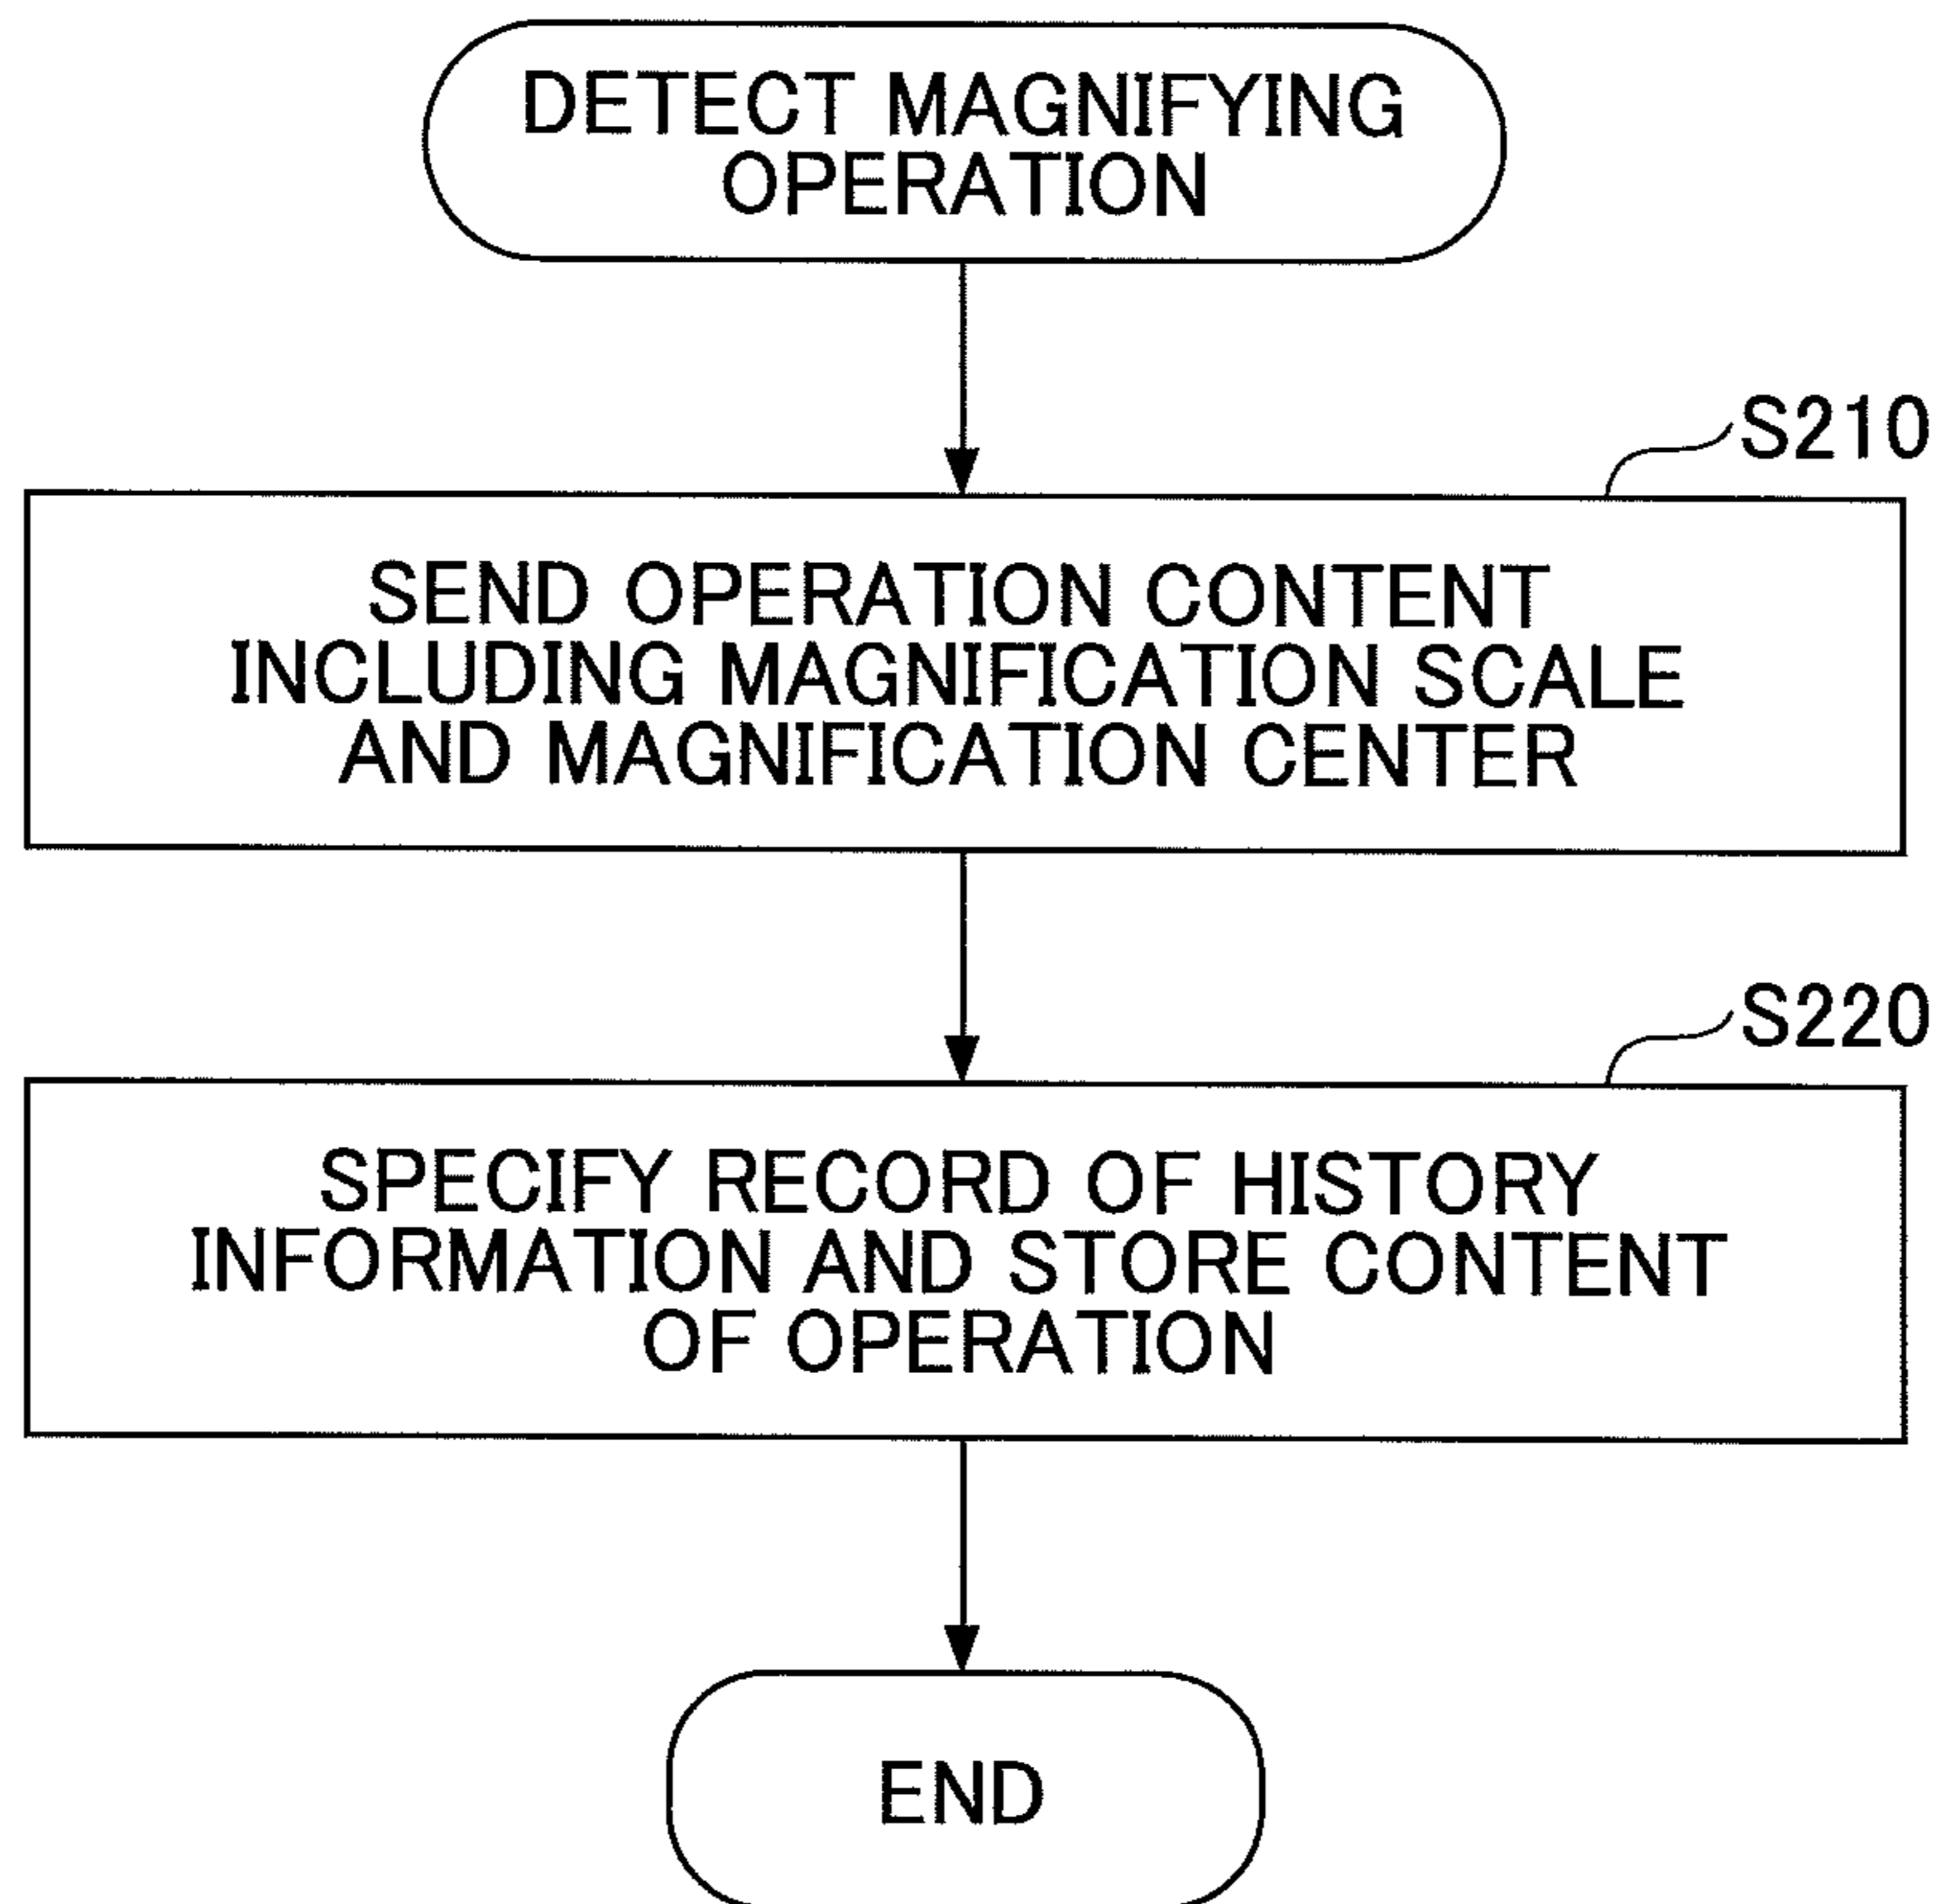 DETECT MAGNIFYING
OPERATION
S210
SEND OPERATION CONTENT
INCLUDING MAGNIFICATION SCALE
AND MAGNIFICATION CENTER
S220
SPECIFY RECORD OF HISTORY
INFORMATION AND STORE CONTENT
OF OPERATION
END